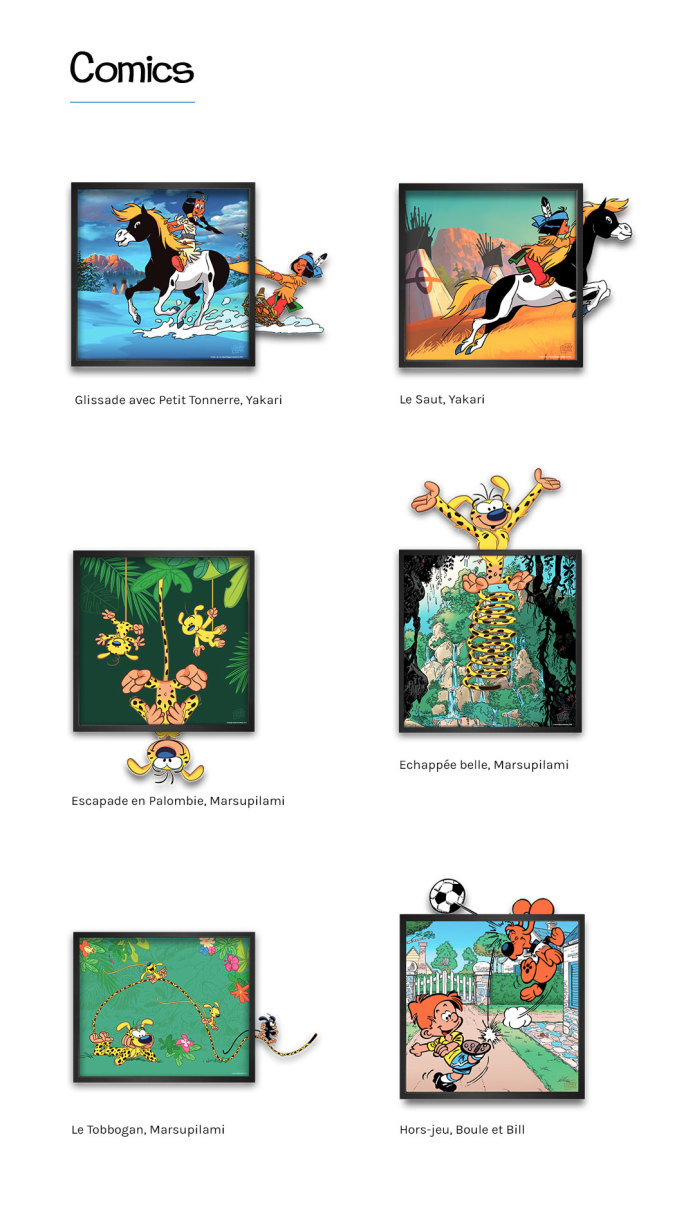 Comics
Glissade avec Petit Tonnerre, Yakari
Le Saut, Yakari
Escapade en Palombie, Marsupilami
Echappée belle, Marsupilami
Le Tobbogan, Marsupilami
Hors-jeu, Boule et Bill